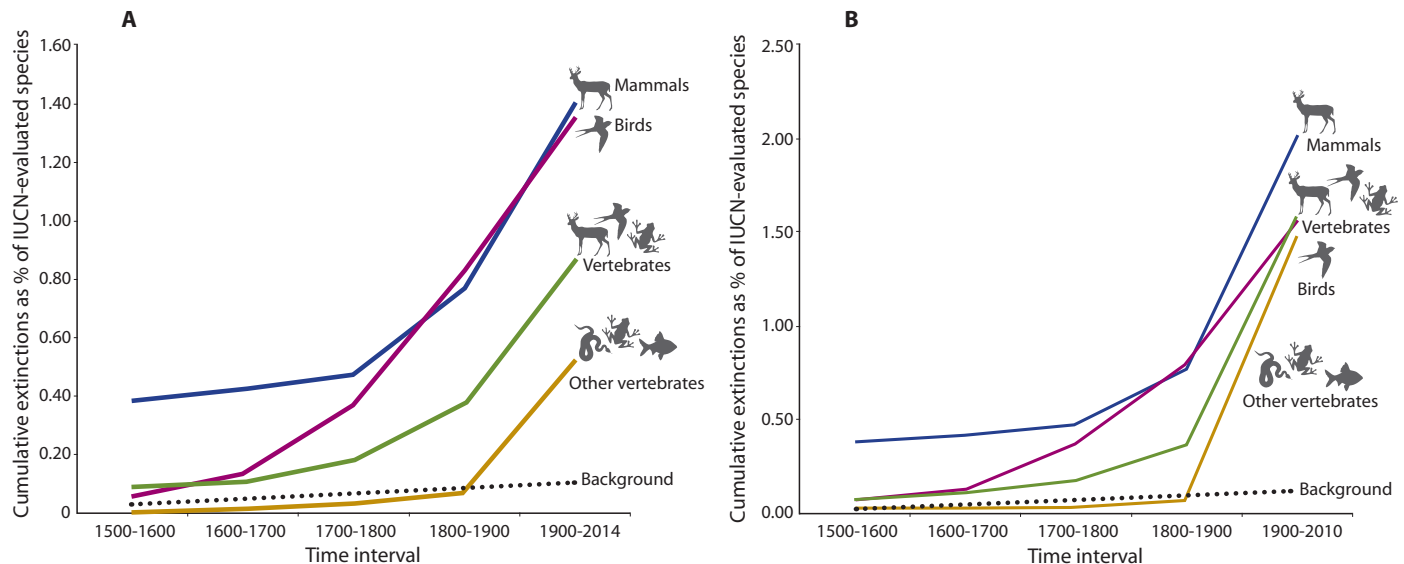 A
Cumulative extinctions as % of IUCN-evaluated species
1.60
1.40
1.20
1.00
0.80
0.60
0.40
0.20
0
Mammals
Birds
Vertebrates
Other vertebrates
Background
1500-1600 1600-1700 1700-1800 1800-1900 1900-2014
Time interval
B
Cumulative extinctions as % of IUCN-evaluated species
2.50
2.00
1.50
1.00
0.50
0.00
Mammals
Vertebrates
Birds
Other vertebrates
Background
1500-1600 1600-1700 1700-1800 1800-1900 1900-2010
Time interval